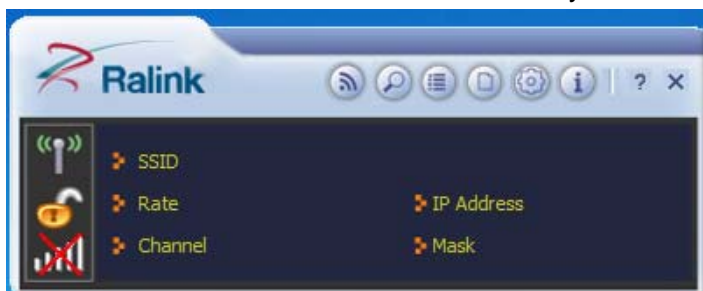 Ralink ? ×
SSID
Rate IP Address
Channel Mask